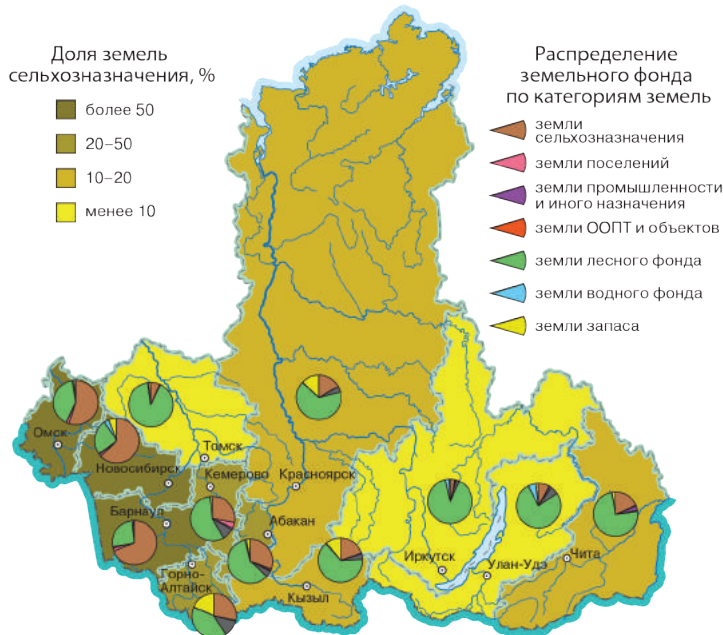 Доля земель
сельхозназначения, %
более 50
20–50
10–20
менее 10
Распределение
земельного фонда
по категориям земель
земли
сельхозназначения
земли поселений
земли промышленности
и иного назначения
земли ООПТ и объектов
земли лесного фонда
земли водного фонда
земли запаса
Омск
Томск
Новосибирск
Кемерово
Красноярск
Барнаул
Абакан
Горно-
Алтайск
Кызыл
Иркутск
Улан-Удэ
Чита